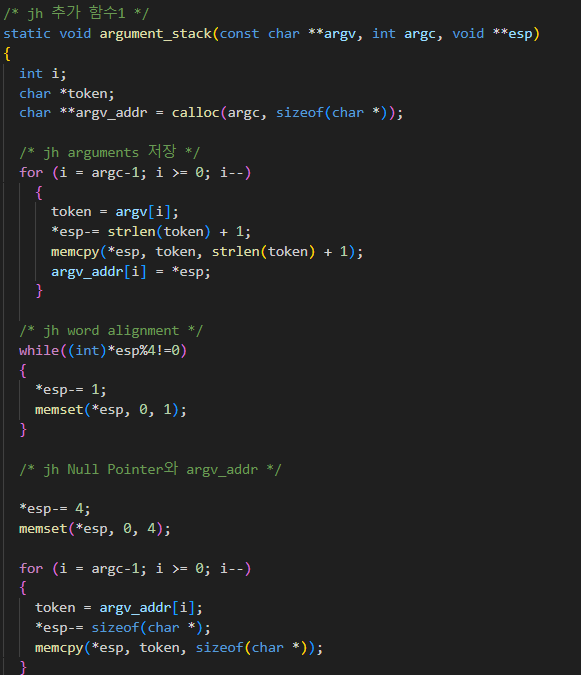 /* jh 추가 함수1 */
static void argument_stack(const char **argv, int argc, void **esp)
{
  int i;
  char *token;
  char **argv_addr = calloc(argc, sizeof(char *));

  /* jh arguments 저장 */
  for (i = argc-1; i >= 0; i--)
    {
      token = argv[i];
      *esp-= strlen(token) + 1;
      memcpy(*esp, token, strlen(token) + 1);
      argv_addr[i] = *esp;
    }

  /* jh word alignment */
  while((int)*esp%4!=0)
  {
    *esp-= 1;
    memset(*esp, 0, 1);
  }

  /* jh Null Pointer와 argv_addr */

  *esp-= 4;
  memset(*esp, 0, 4);

  for (i = argc-1; i >= 0; i--)
  {
    token = argv_addr[i];
    *esp-= sizeof(char *);
    memcpy(*esp, token, sizeof(char *));
  }